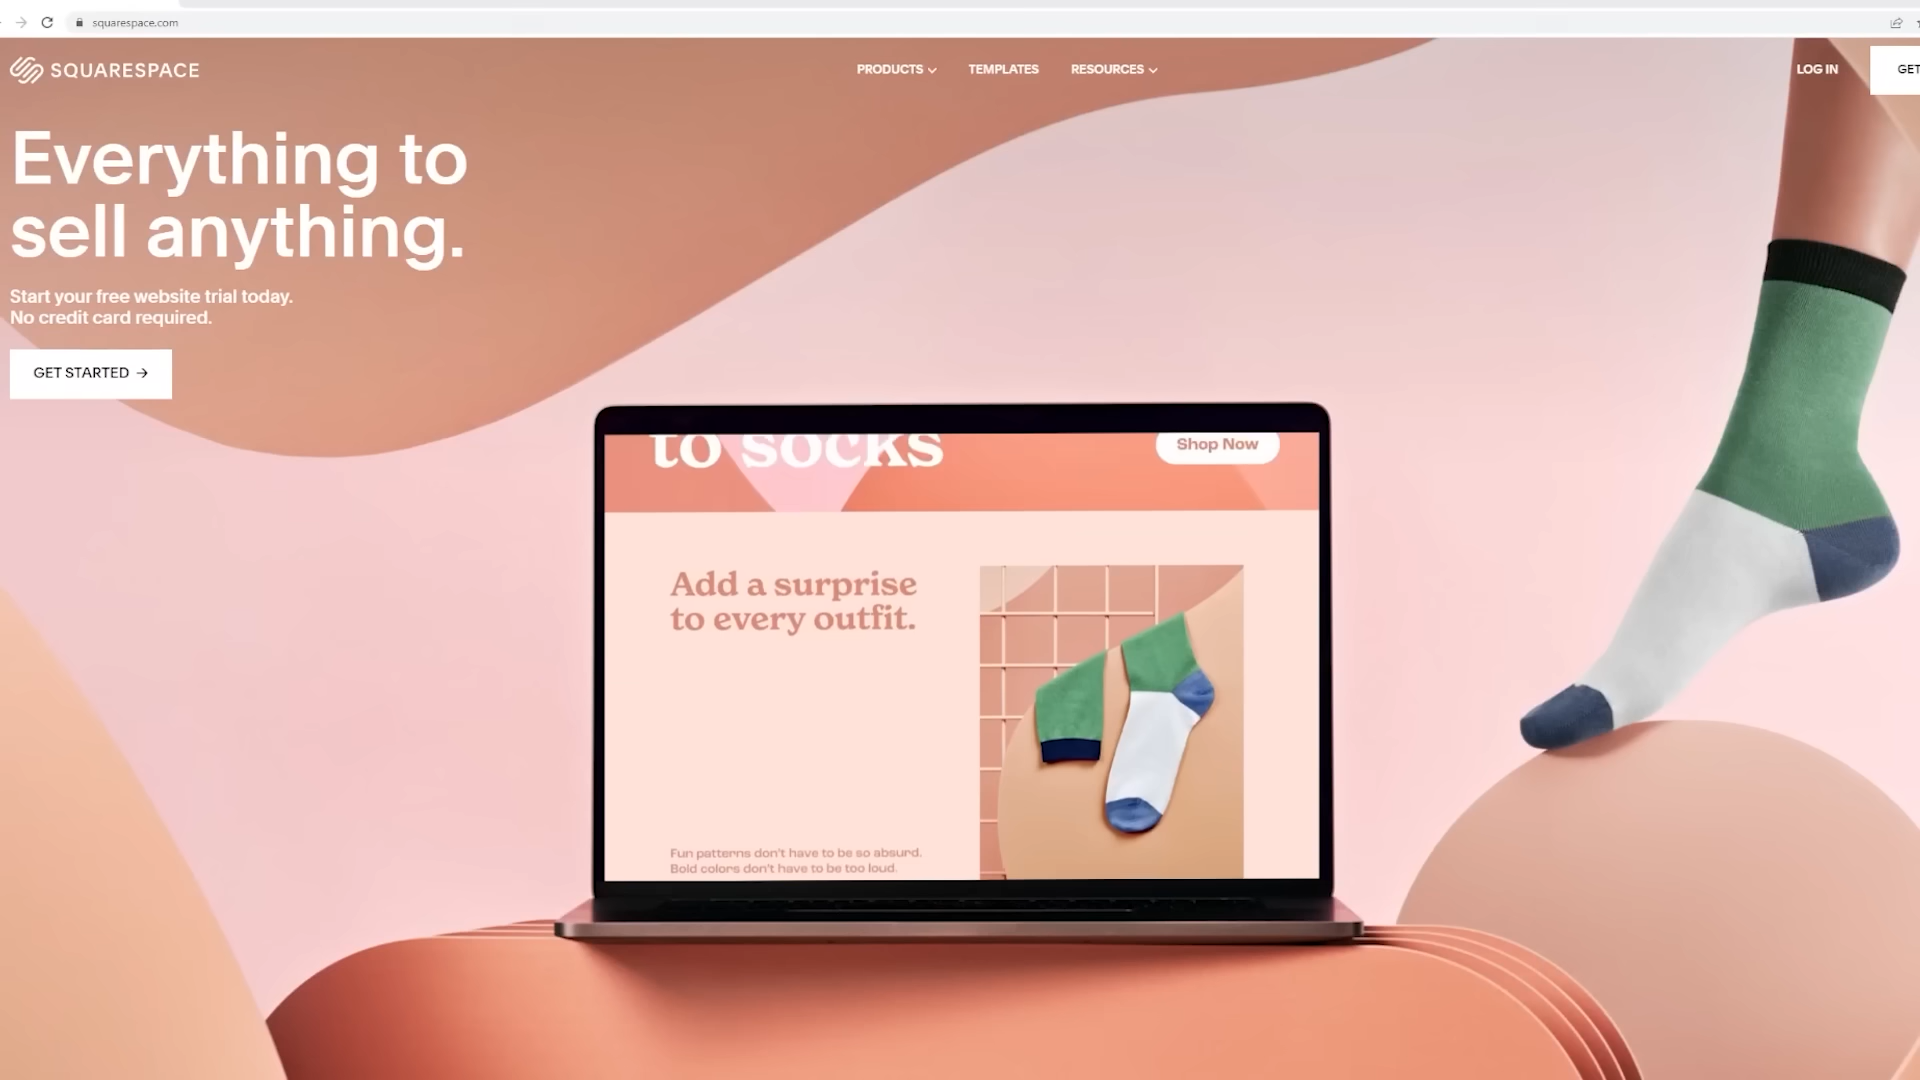 squarespace.com
SQUARESPACE
PRODUCTS
TEMPLATES
RESOURCES
LOG IN
GET
Everything to
sell anything.
Start your free website trial today.
No credit card required.
GET STARTED →
to socks
Shop Now
Add a surprise
to every outfit.
Fun patterns don't have to be so absurd.
Bold colors don't have to be too loud.